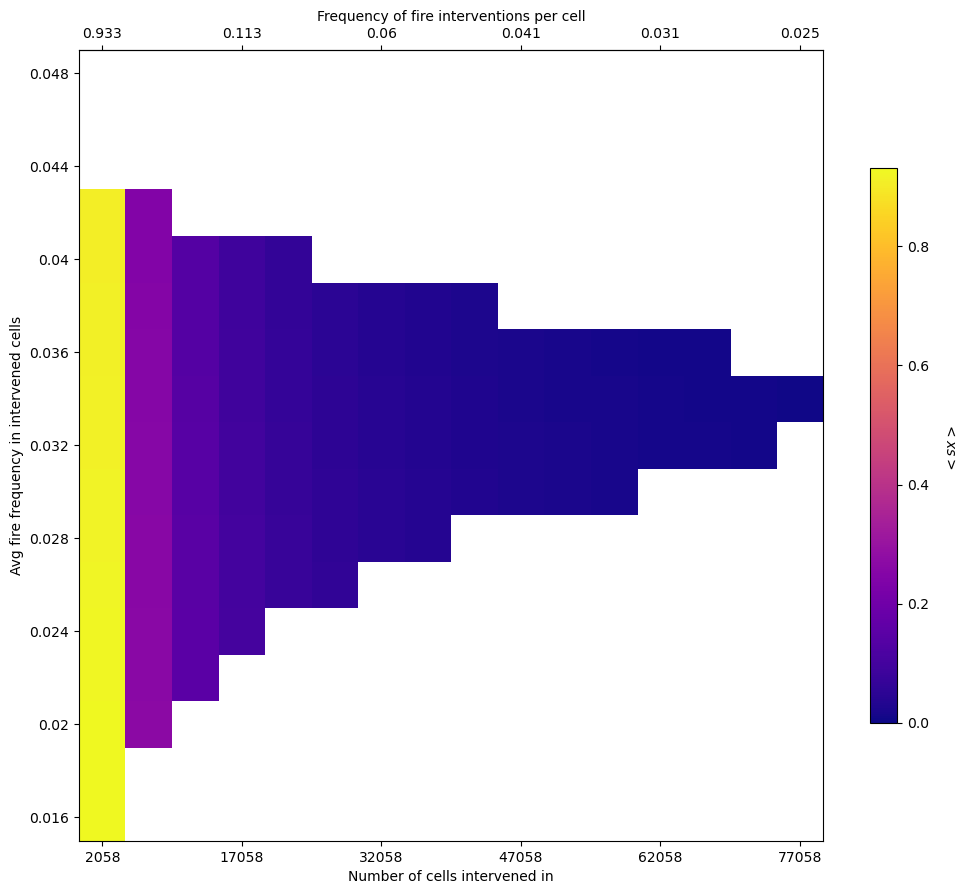 Frequency of fire interventions per cell
0.933 0.113 0.06 0.041 0.031 0.025
0.048
0.044
0.04
0.036
0.032
0.028
0.024
0.02
0.016
Avg fire frequency in intervened cells
2058 17058 32058 47058 62058 77058
Number of cells intervened in
0.8
0.6
0.4
0.2
0.0
< sx >